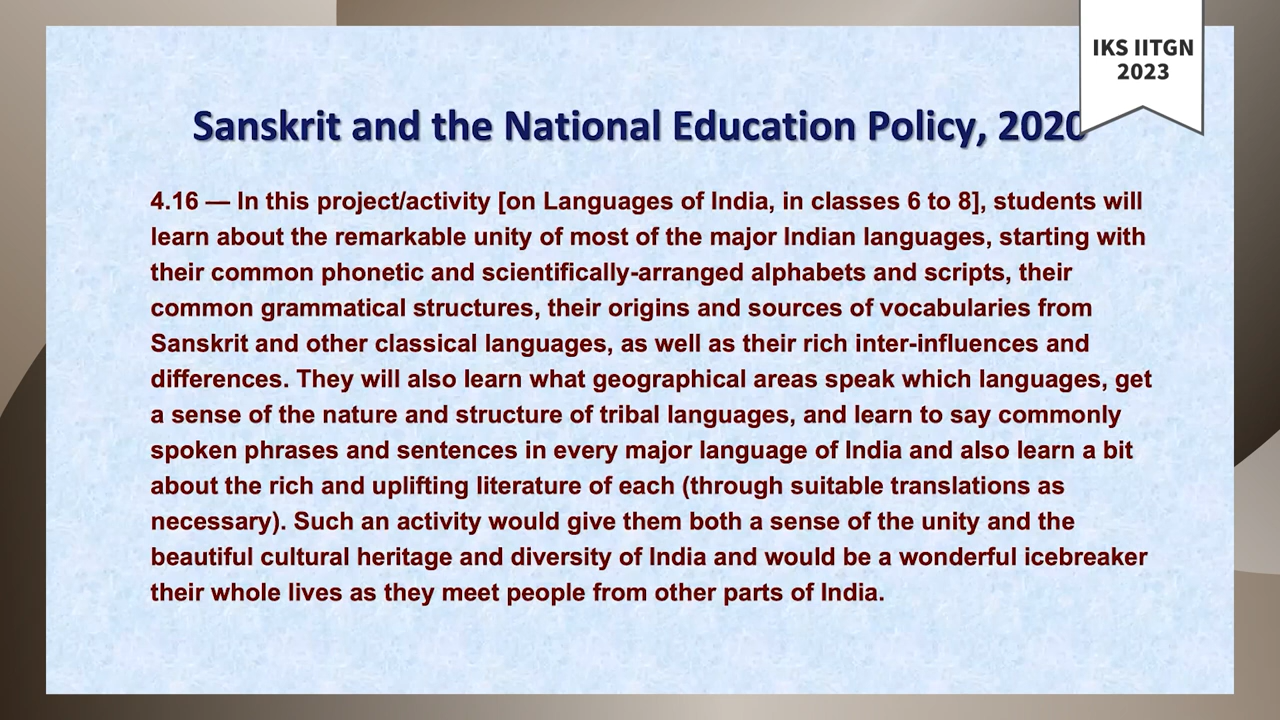 IKS IITGN
2023
Sanskrit and the National Education Policy, 2020
4.16 — In this project/activity [on Languages of India, in classes 6 to 8], students will
learn about the remarkable unity of most of the major Indian languages, starting with
their common phonetic and scientifically-arranged alphabets and scripts, their
common grammatical structures, their origins and sources of vocabularies from
Sanskrit and other classical languages, as well as their rich inter-influences and
differences. They will also learn what geographical areas speak which languages, get
a sense of the nature and structure of tribal languages, and learn to say commonly
spoken phrases and sentences in every major language of India and also learn a bit
about the rich and uplifting literature of each (through suitable translations as
necessary). Such an activity would give them both a sense of the unity and the
beautiful cultural heritage and diversity of India and would be a wonderful icebreaker
their whole lives as they meet people from other parts of India.